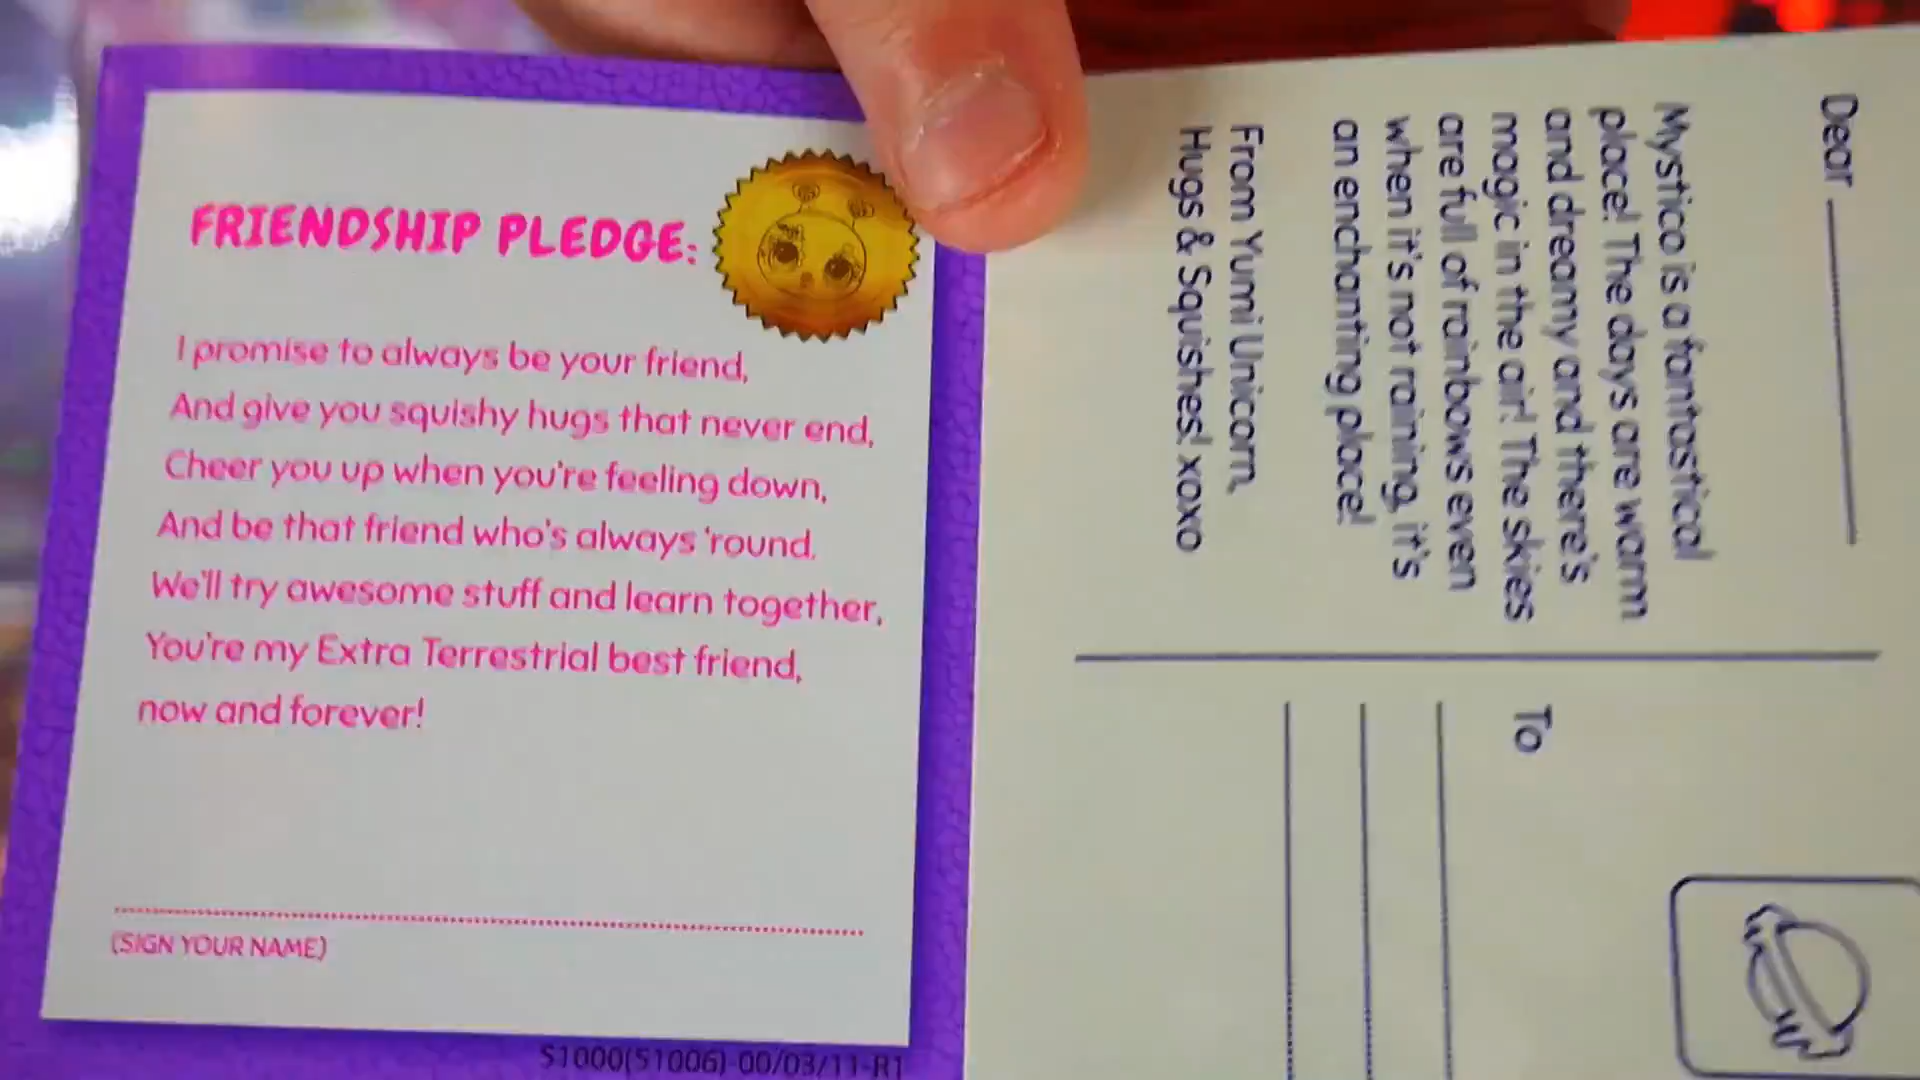 FRIENDSHIP PLEDGE:
I promise to always be your friend,
And give you squishy hugs that never end,
Cheer you up when you're feeling down,
And be that friend who's always 'round.
We'll try awesome stuff and learn together,
You're my Extra Terrestrial best friend,
now and forever!
(SIGN YOUR NAME)
S1000(S1006)-00/03/11-R1
Dear
Mystico is a fantastical
place! The days are warm
and dreamy and there's
magic in the air! The skies
are full of rainbows even
when it's not raining, it's
an enchanting place!
From Yumi Unicorn,
Hugs & Squishes! xoxo
To